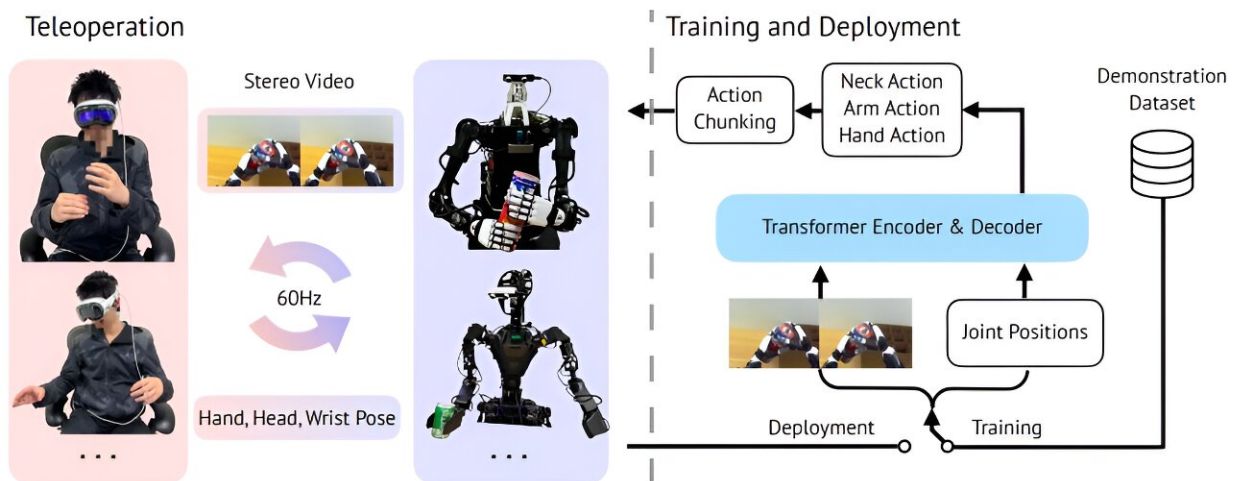 Teleoperation
Stereo Video
60Hz
Hand, Head, Wrist Pose
. . .
. . .
Training and Deployment
Action
Chunking
Neck Action
Arm Action
Hand Action
Demonstration
Dataset
Transformer Encoder & Decoder
Joint Positions
Deployment
Training